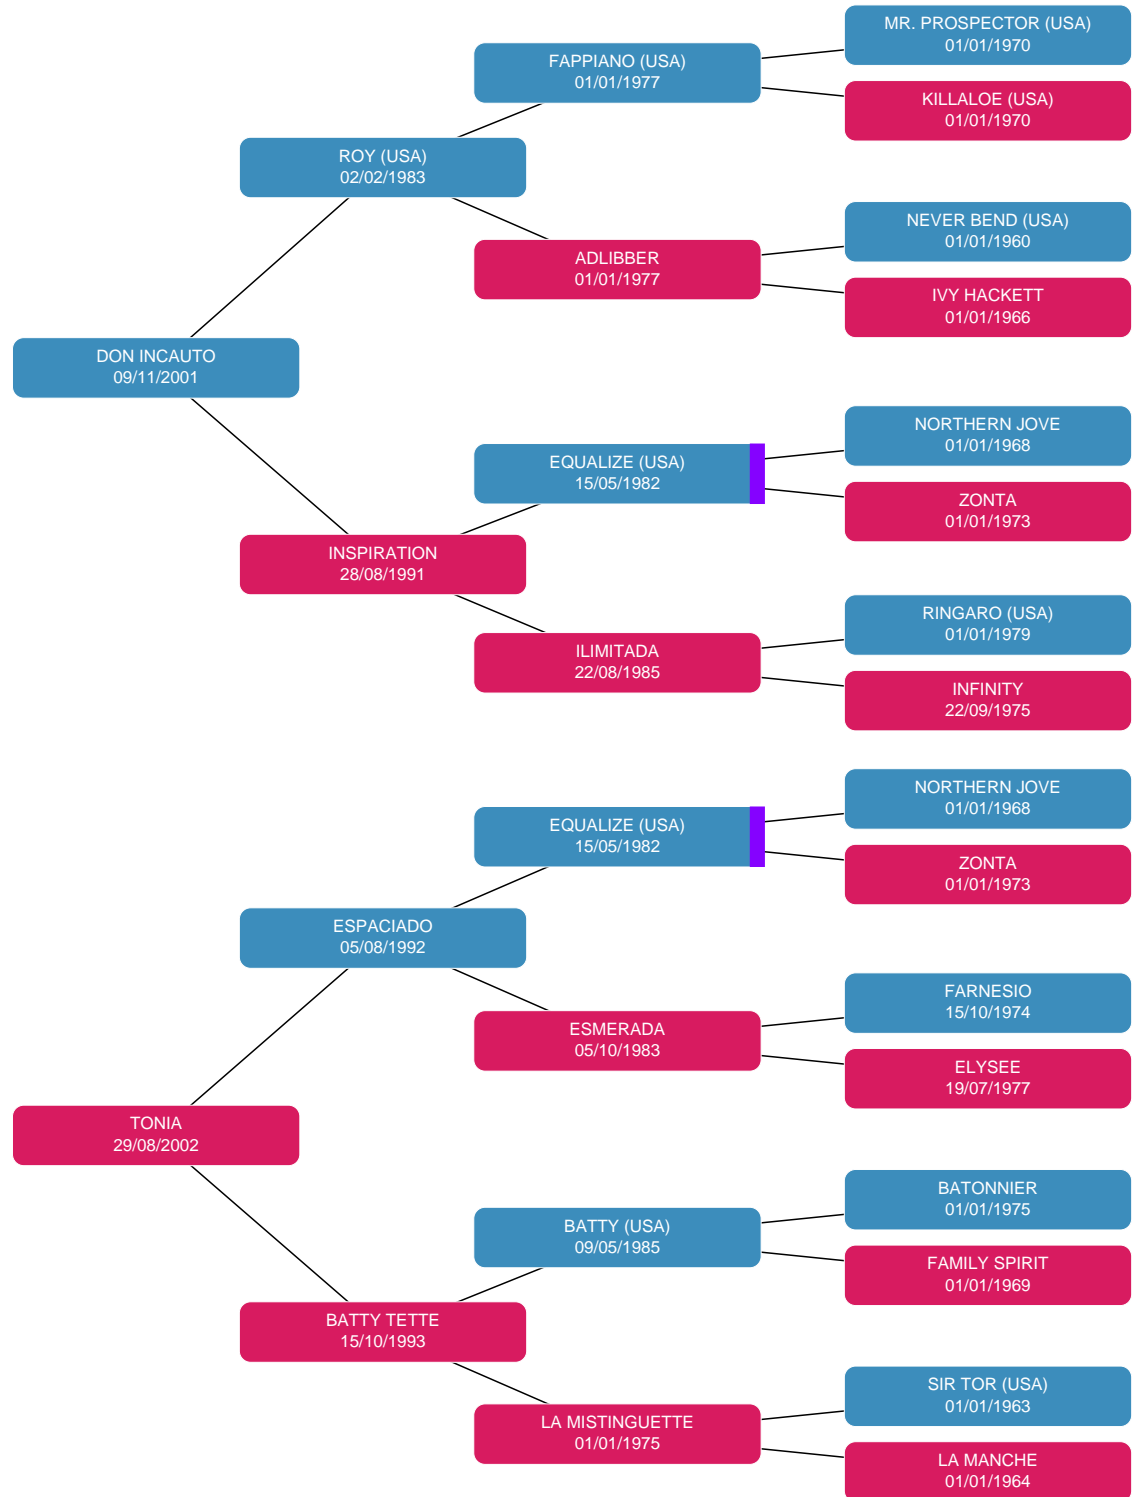 MR. PROSPECTOR (USA)
01/01/1970
FAPPIANO (USA)
01/01/1977
KILLALOE (USA)
01/01/1970
ROY (USA)
02/02/1983
NEVER BEND (USA)
01/01/1960
ADLIBBER
01/01/1977
IVY HACKETT
01/01/1966
DON INCAUTO
09/11/2001
NORTHERN JOVE
01/01/1968
EQUALIZE (USA)
15/05/1982
ZONTA
01/01/1973
INSPIRATION
28/08/1991
RINGARO (USA)
01/01/1979
ILIMITADA
22/08/1985
INFINITY
22/09/1975
NORTHERN JOVE
01/01/1968
EQUALIZE (USA)
15/05/1982
ZONTA
01/01/1973
ESPACIADO
05/08/1992
FARNESIO
15/10/1974
ESMERADA
05/10/1983
ELYSEE
19/07/1977
TONIA
29/08/2002
BATONNIER
01/01/1975
BATTY (USA)
09/05/1985
FAMILY SPIRIT
01/01/1969
BATTY TETTE
15/10/1993
SIR TOR (USA)
01/01/1963
LA MISTINGUETTE
01/01/1975
LA MANCHE
01/01/1964